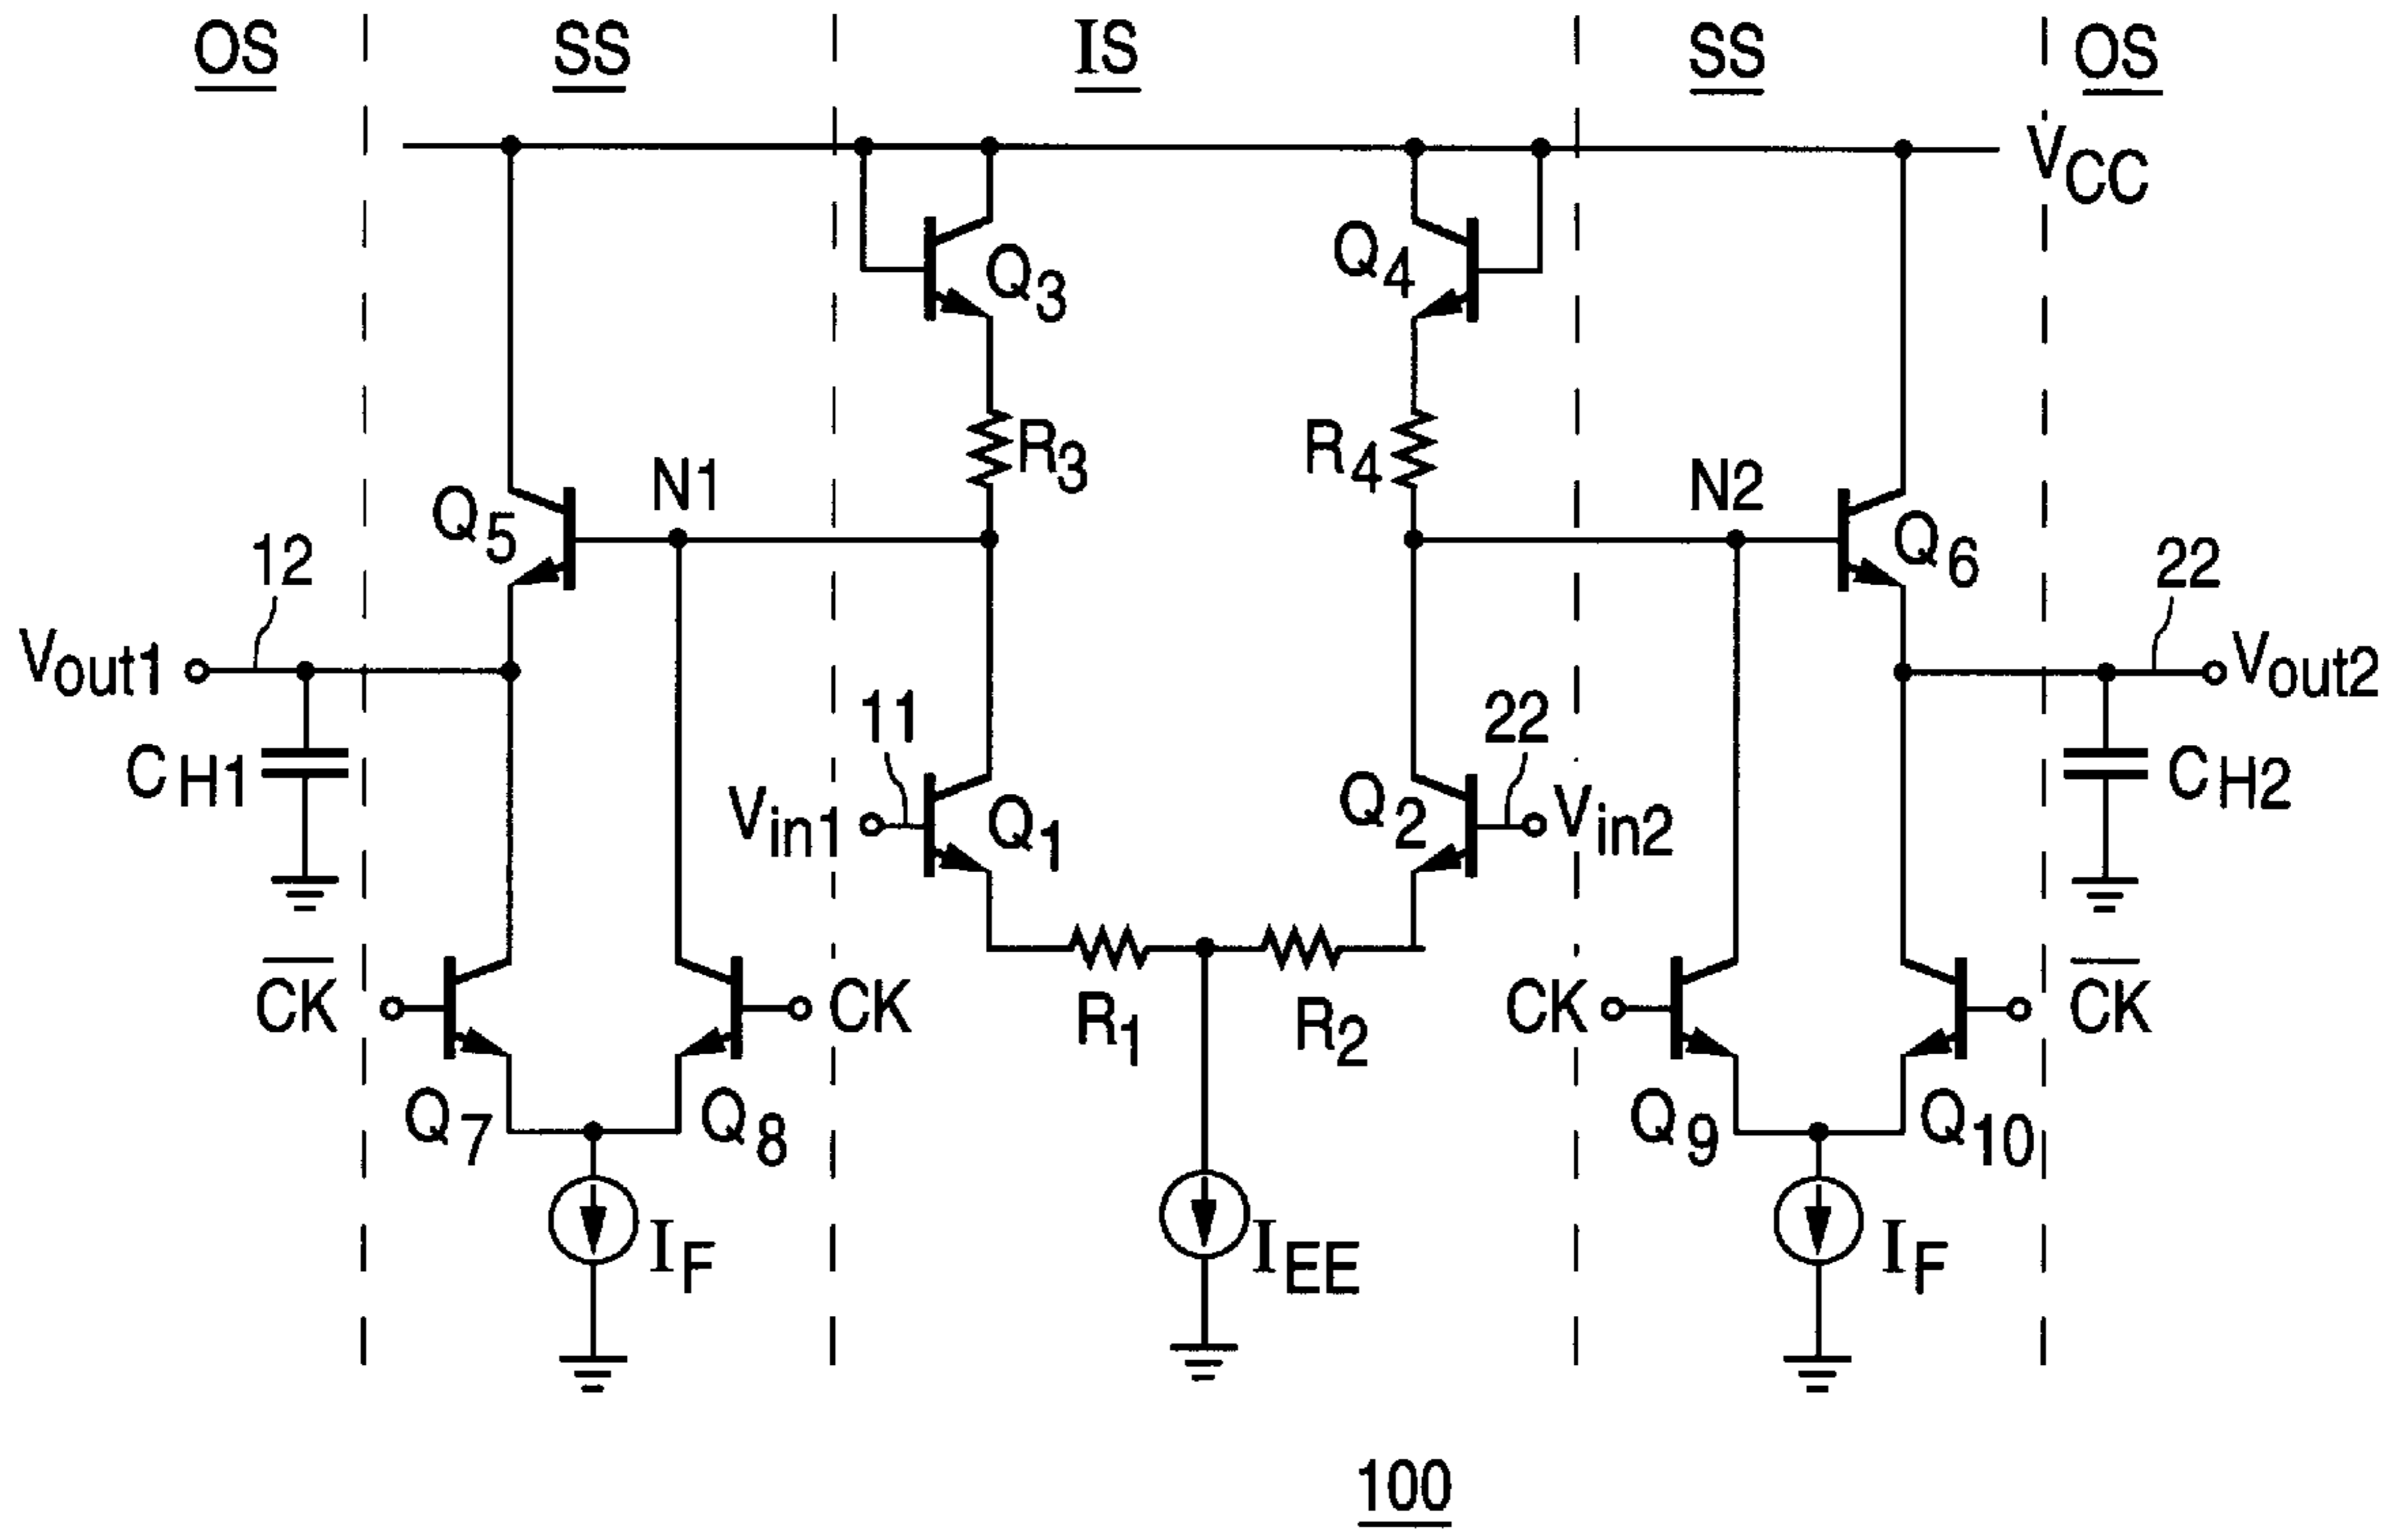 OS SS IS SS OS
VCC
Q3 Q4
R3 R4
Q5 N1 N2 Q6
12 22
Vout1 Vout2
11 22
CH1 Vin1 Q1 Q2 Vin2 CH2
C̅K̅ CK R1 R2 CK C̅K̅
Q7 Q8 Q9 Q10
IF IEE IF
100